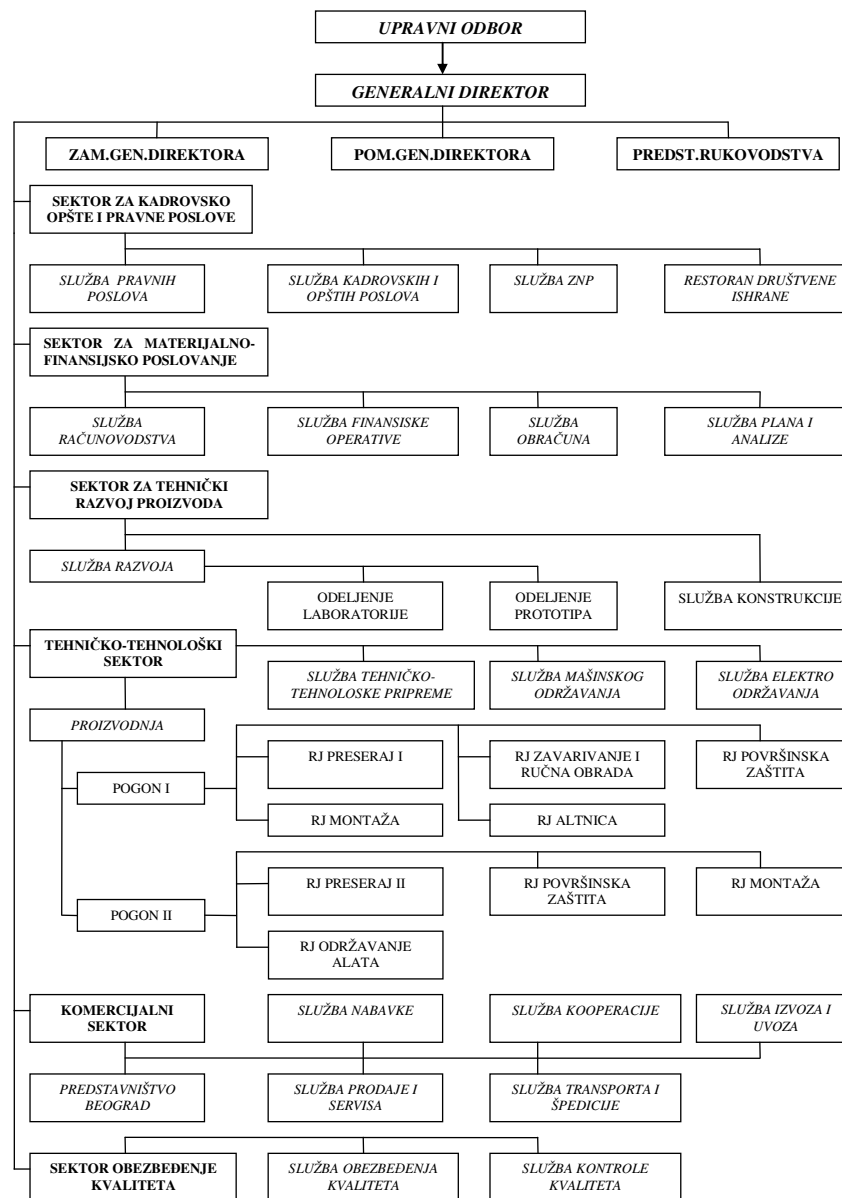 UPRAVNI ODBOR
GENERALNI DIREKTOR
ZAM.GEN.DIREKTORA
POM.GEN.DIREKTORA
PREDST.RUKOVODSTVA
SEKTOR ZA KADROVSKO
OPŠTE I PRAVNE POSLOVE
SLUŽBA PRAVNIH
POSLOVA
SLUŽBA KADROVSKIH I
OPŠTIH POSLOVA
SLUŽBA ZNP
RESTORAN DRUŠTVENE
ISHRANE
SEKTOR ZA MATERIJALNO-
FINANSIJSKO POSLOVANJE
SLUŽBA
RAČUNOVODSTVA
SLUŽBA FINANSISKE
OPERATIVE
SLUŽBA
OBRAČUNA
SLUŽBA PLANA I
ANALIZE
SEKTOR ZA TEHNIČKI
RAZVOJ PROIZVODA
SLUŽBA RAZVOJA
ODELJENJE
LABORATORIJE
ODELJENJE
PROTOTIPA
SLUŽBA KONSTRUKCIJE
TEHNIČKO-TEHNOLOŠKI
SEKTOR
SLUŽBA TEHNIČKO-
TEHNOLOSKE PRIPREME
SLUŽBA MAŠINSKOG
ODRŽAVANJA
SLUŽBA ELEKTRO
ODRŽAVANJA
PROIZVODNJA
POGON I
RJ PRESERAJ I
RJ ZAVARIVANJE I
RUČNA OBRADA
RJ POVRŠINSKA
ZAŠTITA
RJ MONTAŽA
RJ ALTNICA
POGON II
RJ PRESERAJ II
RJ POVRŠINSKA
ZAŠTITA
RJ MONTAŽA
RJ ODRŽAVANJE
ALATA
KOMERCIJALNI
SEKTOR
SLUŽBA NABAVKE
SLUŽBA KOOPERACIJE
SLUŽBA IZVOZA I
UVOZA
PREDSTAVNIŠTVO
BEOGRAD
SLUŽBA PRODAJE I
SERVISA
SLUŽBA TRANSPORTA I
ŠPEDICIJE
SEKTOR OBEZBEĐENJE
KVALITETA
SLUŽBA OBEZBEĐENJA
KVALITETA
SLUŽBA KONTROLE
KVALITETA